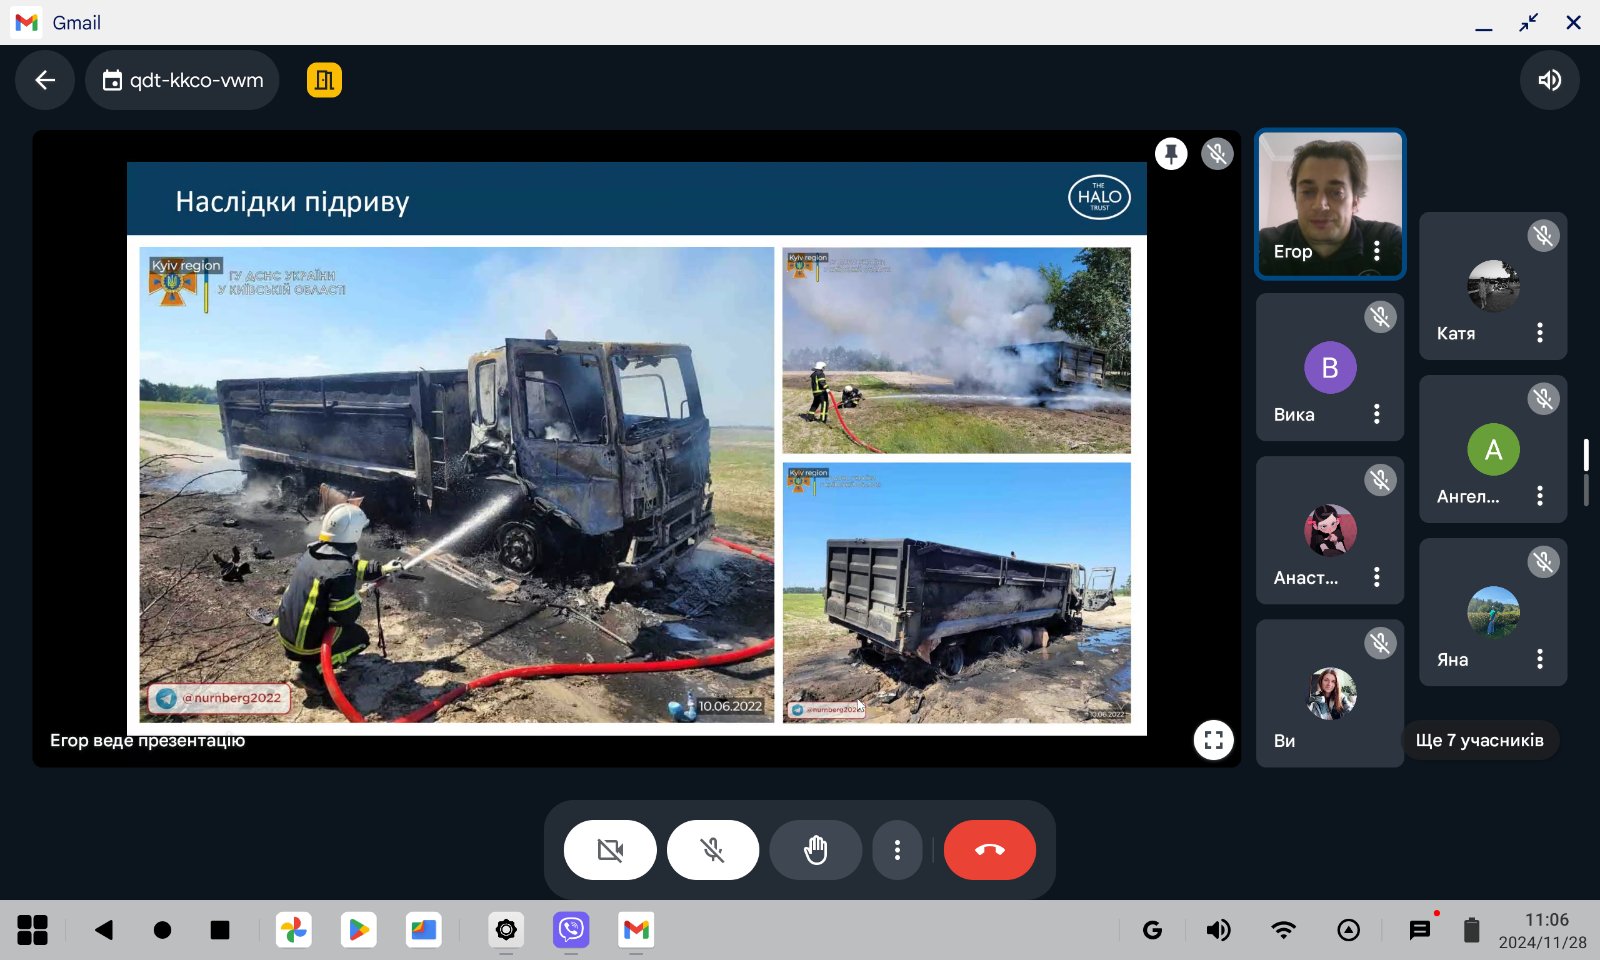 Gmail
qdt-kkco-vwm
Наслідки підриву
THE
HALO
TRUST
Kyiv region
ГУ ДСНС УКРАЇНИ
У КИЇВСЬКІЙ ОБЛАСТІ
@nurnberg2022
10.06.2022
Kyiv region
Kyiv region
@nurnberg2022
10.06.2022
Егор веде презентацію
Егор
Катя
В
Вика
А
Ангел...
Анаст...
Яна
Ви
Ще 7 учасників
G
11:06
2024/11/28